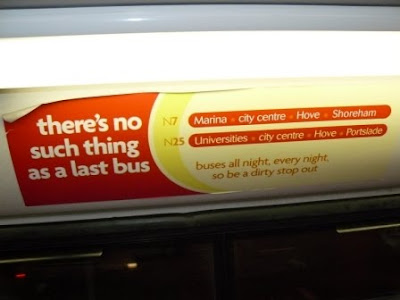 there's no
such thing
as a last bus
N7 Marina • city centre • Hove • Shoreham
N25 Universities • city centre • Hove • Portslade
buses all night, every night,
so be a dirty stop out